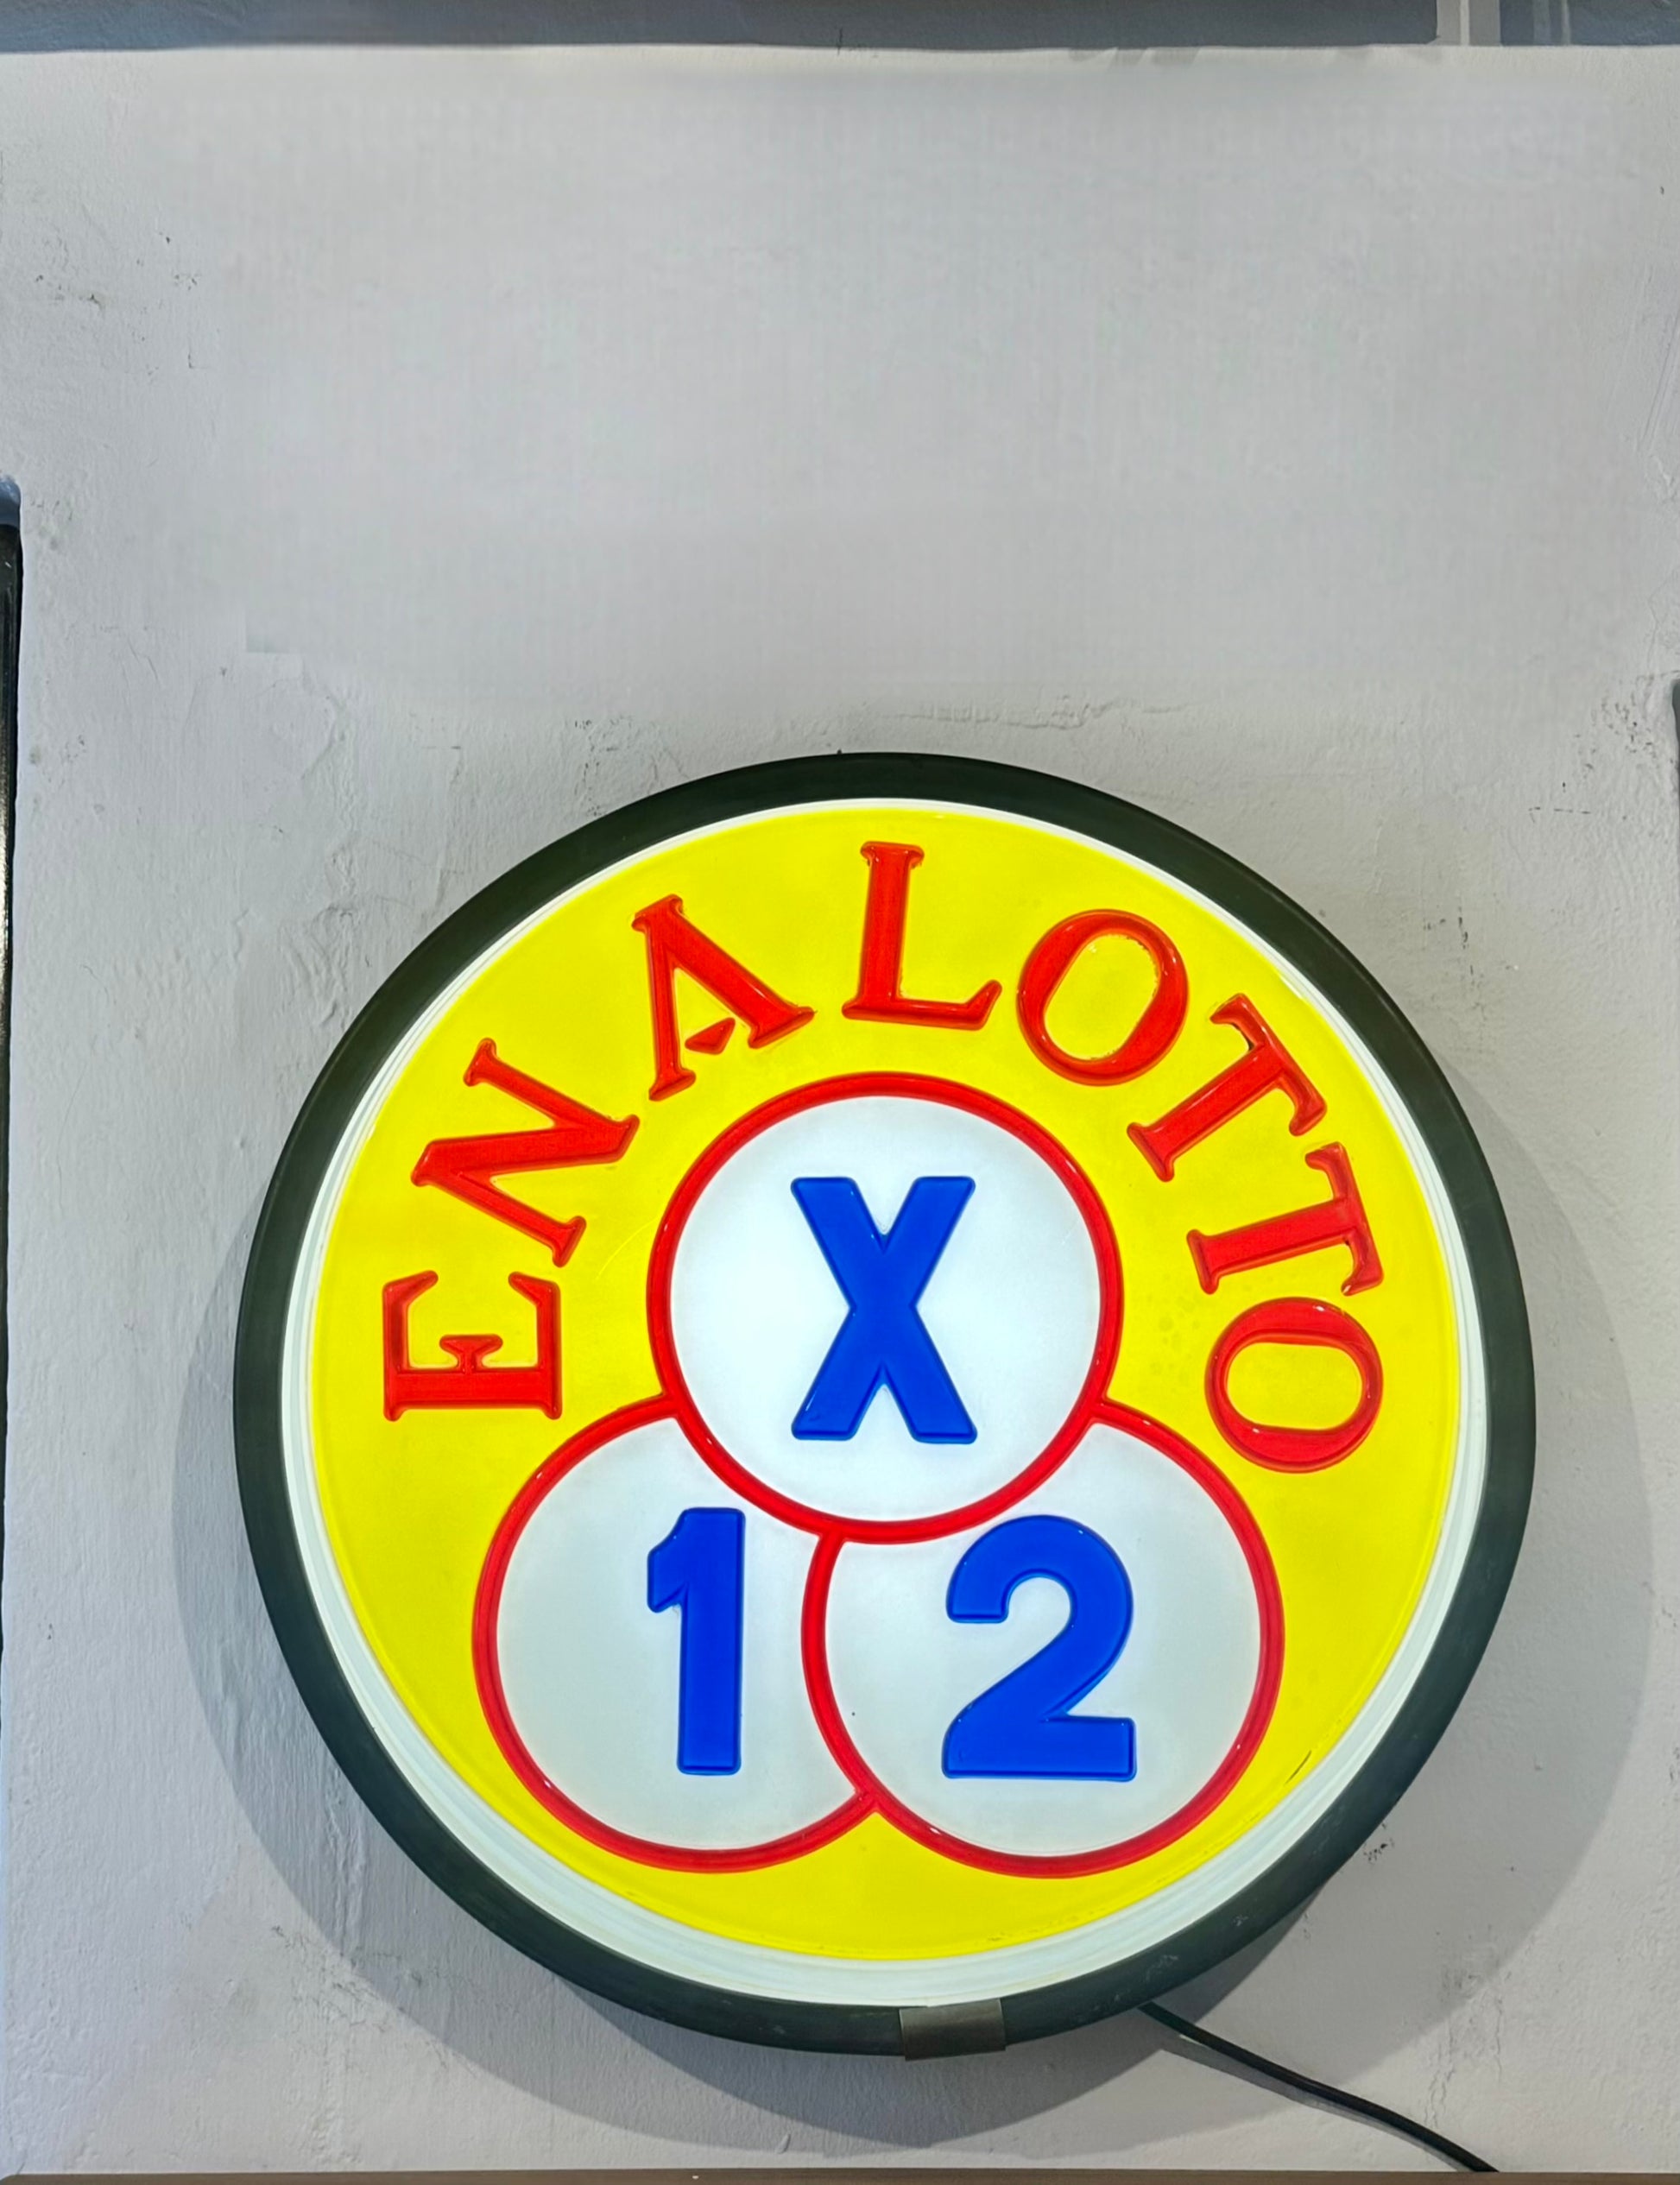 ENALOTTO
X
1 2